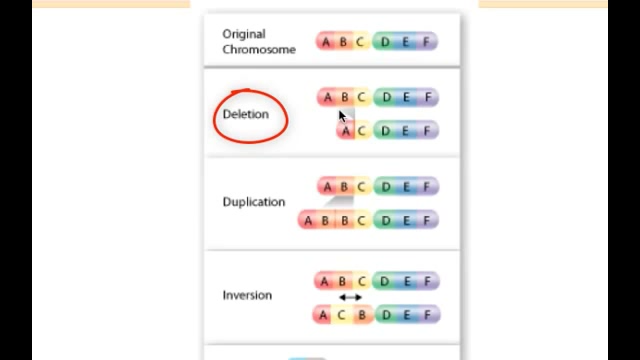 Original
Chromosome
A B C D E F
Deletion
A B C D E F
A C D E F
Duplication
A B C D E F
A B B C D E F
Inversion
A B C D E F
A C B D E F